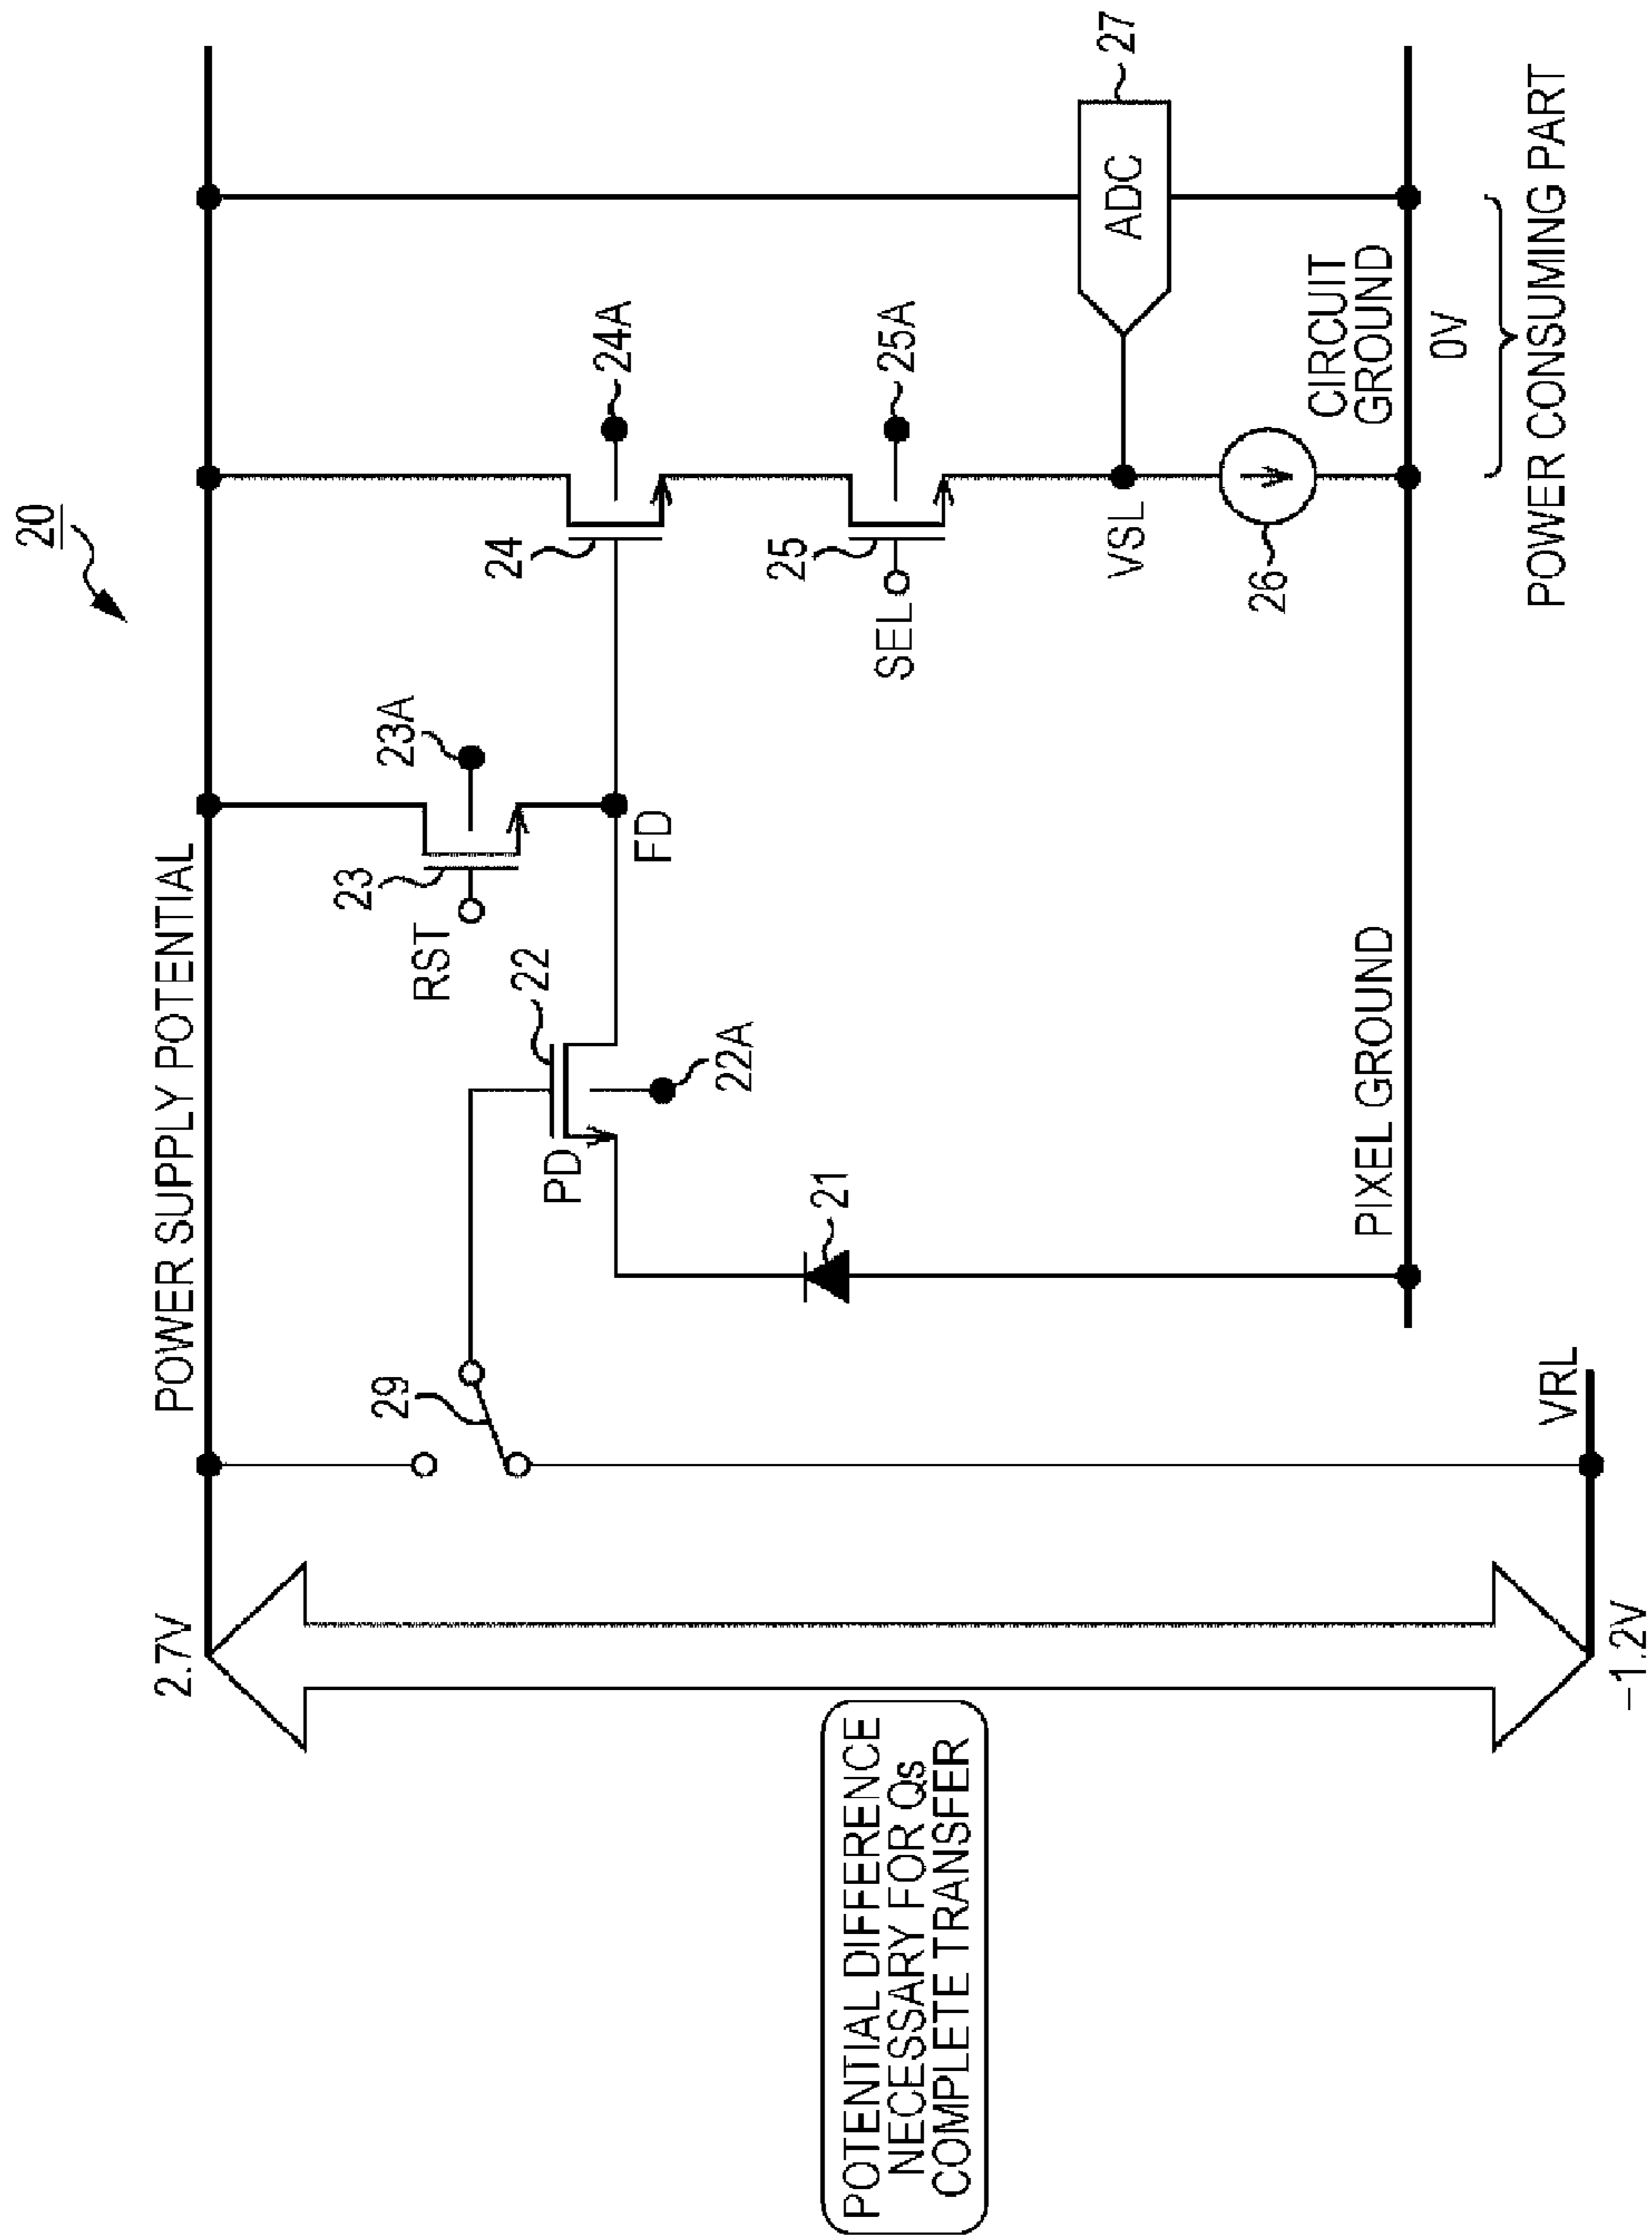 20
POWER SUPPLY POTENTIAL
2.7V
29
RST
23
23A
24
24A
22
PD
22A
FD
SEL
25
25A
21
VSL
ADC
27
26
CIRCUIT
GROUND
PIXEL GROUND
0V
POWER CONSUMING PART
VRL
−1.2V
POTENTIAL DIFFERENCE
NECESSARY FOR Qs
COMPLETE TRANSFER